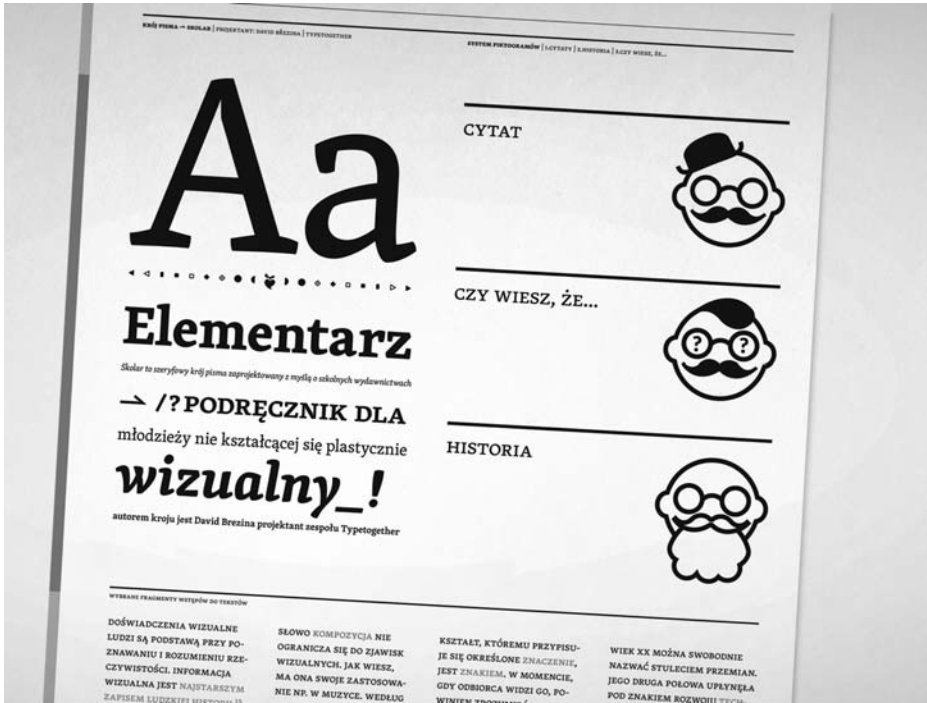 KRÓJ PISMA → SKOLAR | PROJEKTANT: DAVID BŘEZINA | TYPETOGETHER
SYSTEM PIKTOGRAMÓW | 1.CYTATY | 2.HISTORIA | 3.CZY WIESZ, ŻE...
Aa
Elementarz
Skolar to szeryfowy krój pisma zaprojektowany z myślą o szkolnych wydawnictwach
→ /? PODRĘCZNIK DLA
młodzieży nie kształcącej się plastycznie
wizualny_!
autorem kroju jest David Brezina projektant zespołu Typetogether
CYTAT
CZY WIESZ, ŻE...
? ?
HISTORIA
WYBRANE FRAGMENTY WSTĘPÓW DO TEKSTÓW
DOŚWIADCZENIA WIZUALNE
LUDZI SĄ PODSTAWĄ PRZY PO-
ZNAWANIU I ROZUMIENIU RZE-
CZYWISTOŚCI. INFORMACJA
WIZUALNA JEST NAJSTARSZYM
ZAPISEM LUDZKIEJ
SŁOWO KOMPOZYCJA NIE
OGRANICZA SIĘ DO ZJAWISK
WIZUALNYCH. JAK WIESZ,
MA ONA SWOJE ZASTOSOWA-
NIE NP. W MUZYCE. WEDŁUG
KSZTAŁT, KTÓREMU PRZYPISU-
JE SIĘ OKREŚLONE ZNACZENIE,
JEST ZNAKIEM. W MOMENCIE,
GDY ODBIORCA WIDZI GO, PO-
WINIEN
WIEK XX MOŻNA SWOBODNIE
NAZWAĆ STULECIEM PRZEMIAN.
JEGO DRUGA POŁOWA UPŁYNĘŁA
POD ZNAKIEM ROZWOJU TECH-